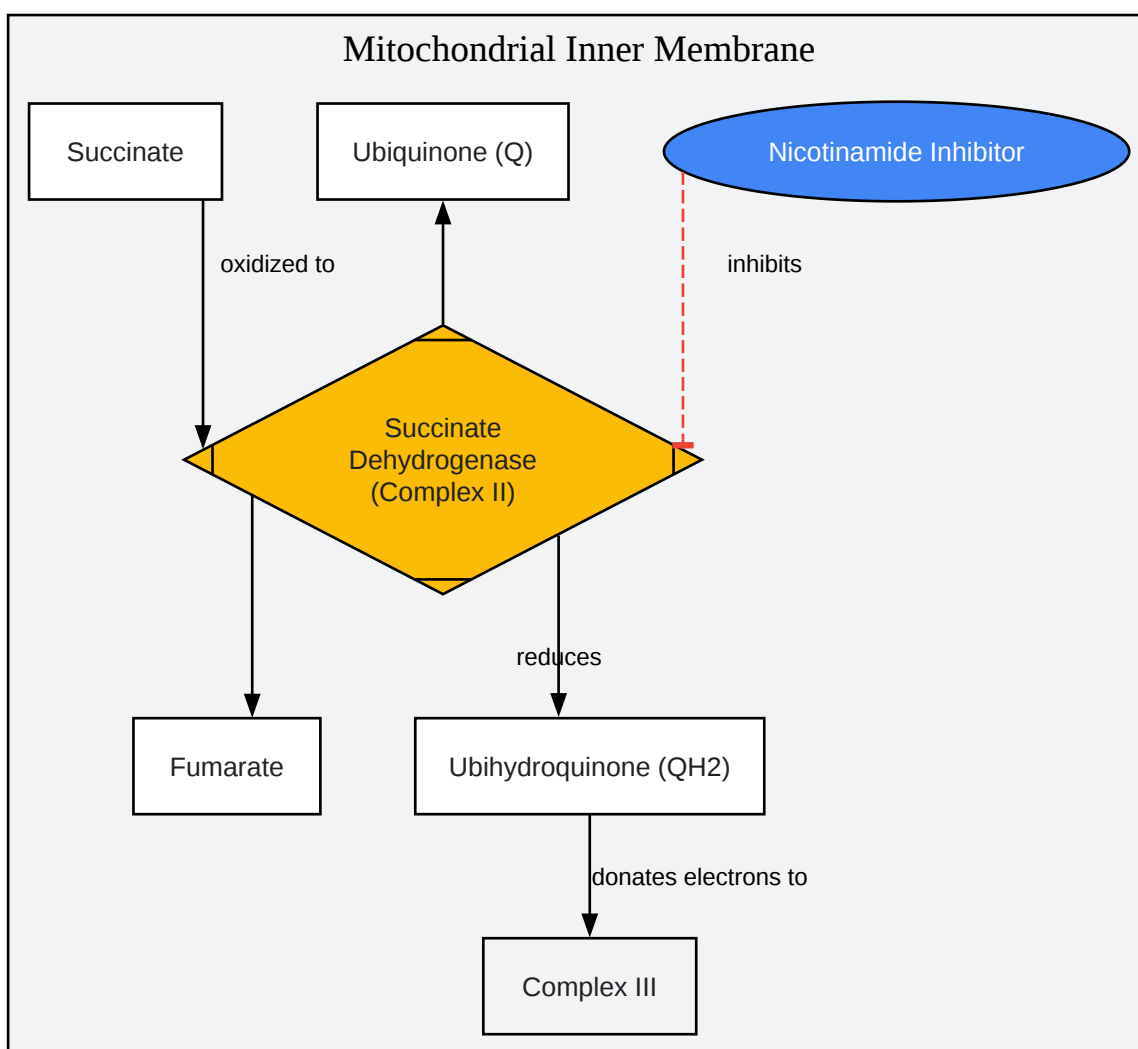 Mitochondrial Inner Membrane
Succinate
Ubiquinone (Q)
Nicotinamide Inhibitor
oxidized to
inhibits
Succinate
Dehydrogenase
(Complex II)
reduces
Fumarate
Ubihydroquinone (QH2)
donates electrons to
Complex III